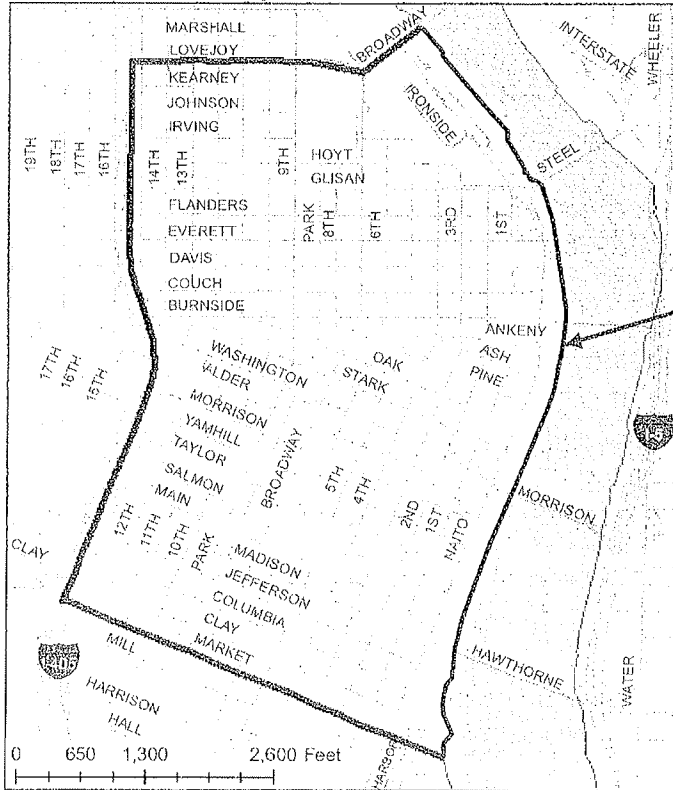 MARSHALL
LOVEJOY
BROADWAY
INTERSTATE
WHEELER
KEARNEY
JOHNSON
IRVING
IRONSIDE
STEEL
19TH
18TH
17TH
16TH
14TH
13TH
9TH
HOYT
GLISAN
FLANDERS
EVERETT
DAVIS
COUCH
BURNSIDE
PARK
8TH
6TH
3RD
1ST
ANKENY
ASH
PINE
OAK
STARK
17TH
16TH
15TH
WASHINGTON
ALDER
MORRISON
YAMHILL
TAYLOR
SALMON
MAIN
BROADWAY
5TH
4TH
2ND
1ST
NAITO
MORRISON
12TH
11TH
10TH
PARK
MADISON
JEFFERSON
COLUMBIA
CLAY
MARKET
CLAY
MILL
HAWTHORNE
WATER
HARRISON
HALL
HARBOR
0 650 1,300 2,600 Feet